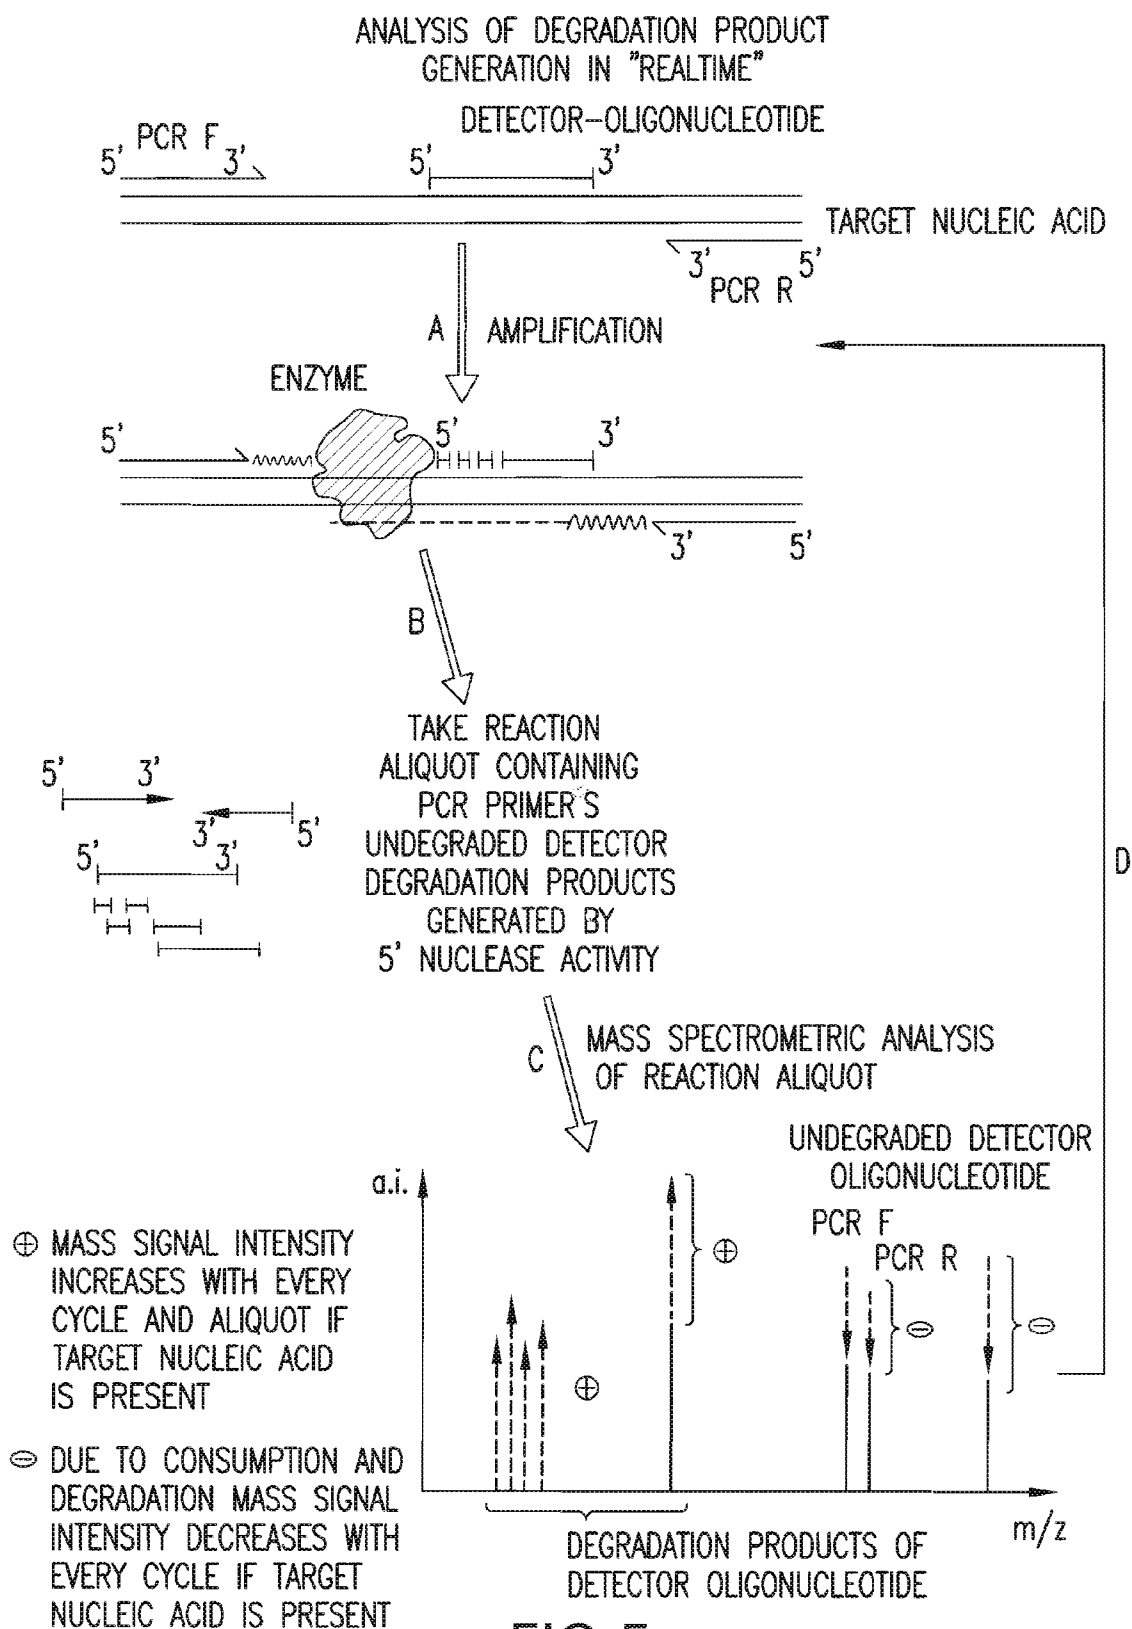 ANALYSIS OF DEGRADATION PRODUCT
GENERATION IN "REALTIME"
DETECTOR-OLIGONUCLEOTIDE
PCR F
5' 3' 5' 3'
TARGET NUCLEIC ACID
3' 5'
PCR R
A AMPLIFICATION
ENZYME
5' 5' 3'
3' 5'
B
TAKE REACTION
ALIQUOT CONTAINING
PCR PRIMER'S
UNDEGRADED DETECTOR
DEGRADATION PRODUCTS
GENERATED BY
5' NUCLEASE ACTIVITY
5' 3'
3' 5'
5' 3'
D
C
MASS SPECTROMETRIC ANALYSIS
OF REACTION ALIQUOT
UNDEGRADED DETECTOR
OLIGONUCLEOTIDE
a.i.
PCR F
PCR R
⊕
⊖
⊖
⊕
⊕ MASS SIGNAL INTENSITY
INCREASES WITH EVERY
CYCLE AND ALIQUOT IF
TARGET NUCLEIC ACID
IS PRESENT
⊖ DUE TO CONSUMPTION AND
DEGRADATION MASS SIGNAL
INTENSITY DECREASES WITH
EVERY CYCLE IF TARGET
NUCLEIC ACID IS PRESENT
m/z
DEGRADATION PRODUCTS OF
DETECTOR OLIGONUCLEOTIDE